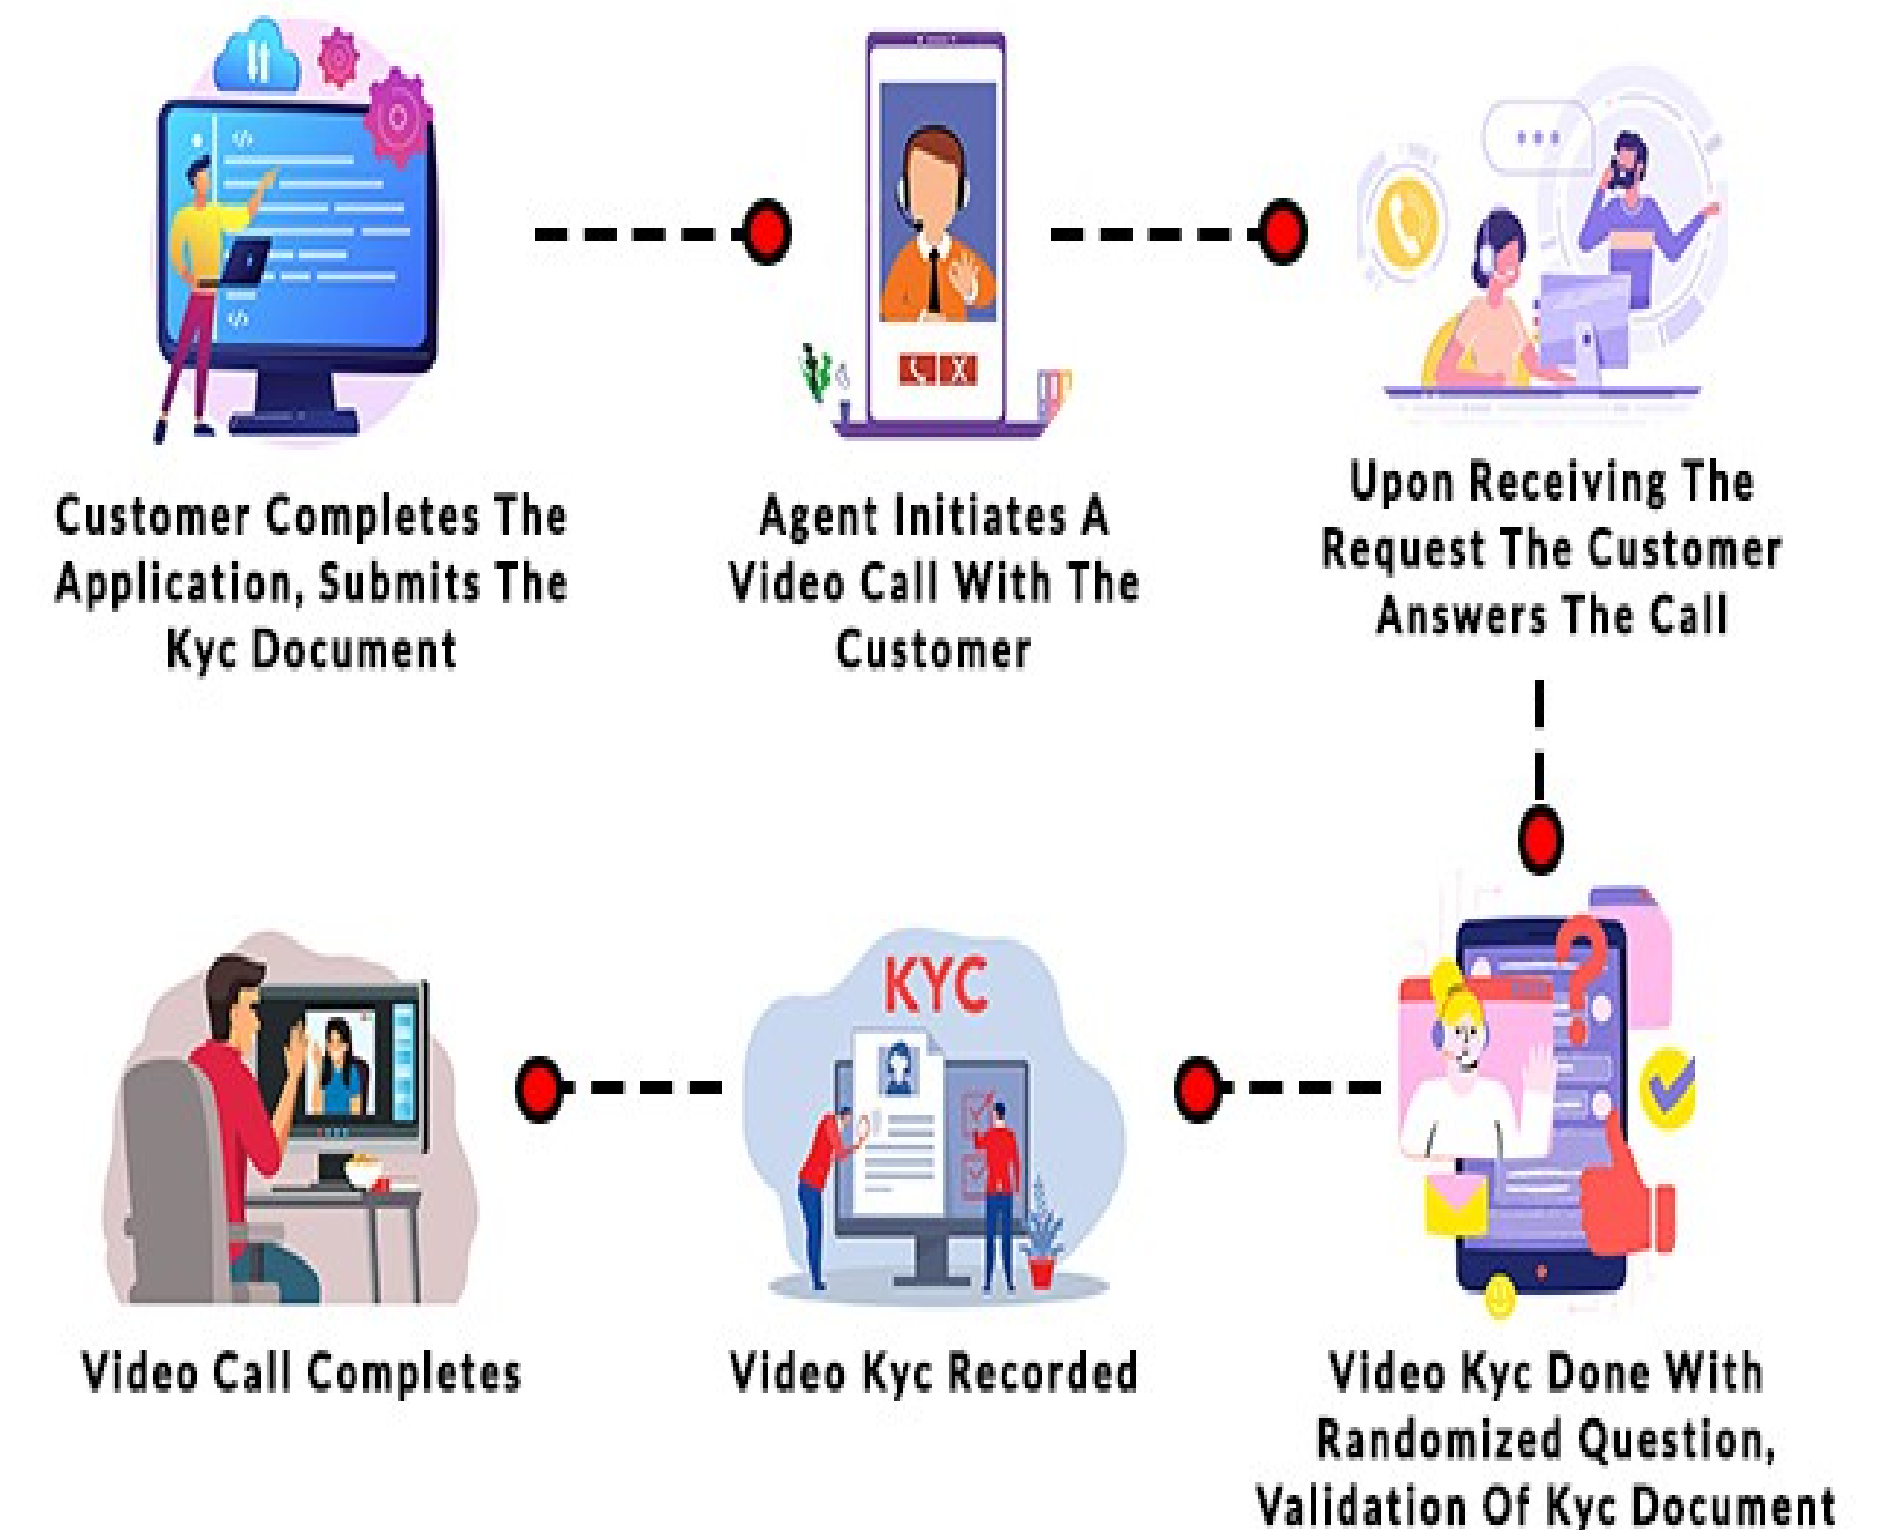 Customer Completes The
Application, Submits The
Kyc Document
Agent Initiates A
Video Call With The
Customer
Upon Receiving The
Request The Customer
Answers The Call
Video Kyc Done With
Randomized Question,
Validation Of Kyc Document
KYC
Video Kyc Recorded
Video Call Completes